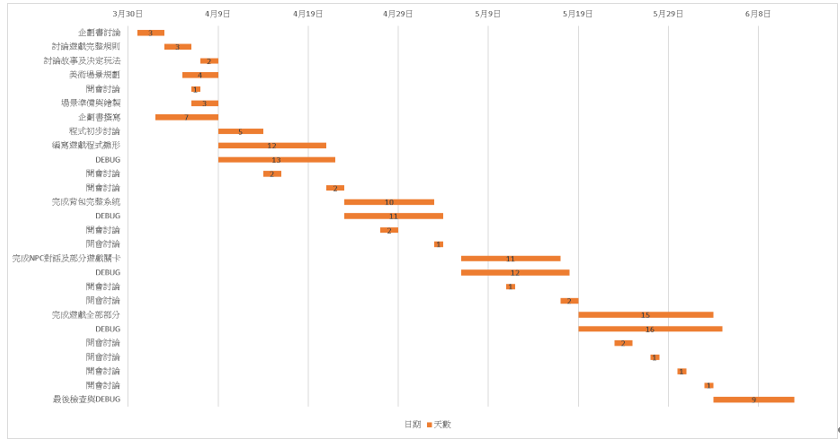 3月30日 4月9日 4月19日 4月29日 5月9日 5月19日 5月29日 6月8日
企劃書討論 3
討論遊戲完整規則 3
討論故事及決定玩法 2
美術場景規劃 4
開會討論 1
場景準備與繪製 3
企劃書撰寫 7
程式初步討論 5
編寫遊戲程式雛形 12
DEBUG 13
開會討論 2
開會討論 2
完成背包完整系統 10
DEBUG 11
開會討論 2
開會討論 1
完成NPC對話及部分遊戲關卡 11
DEBUG 12
開會討論 1
開會討論 2
完成遊戲全部部分 15
DEBUG 16
開會討論 2
開會討論 1
開會討論 1
開會討論 1
最後檢查與DEBUG 9
日期 天數